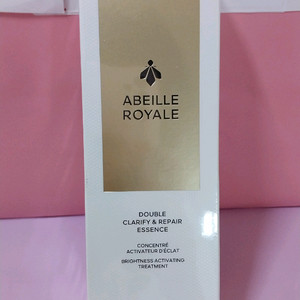 ABEILLE
ROYALE
DOUBLE
CLARIFY & REPAIR
ESSENCE
CONCENTRÉ
ACTIVATEUR D'ÉCLAT
BRIGHTNESS ACTIVATING
TREATMENT